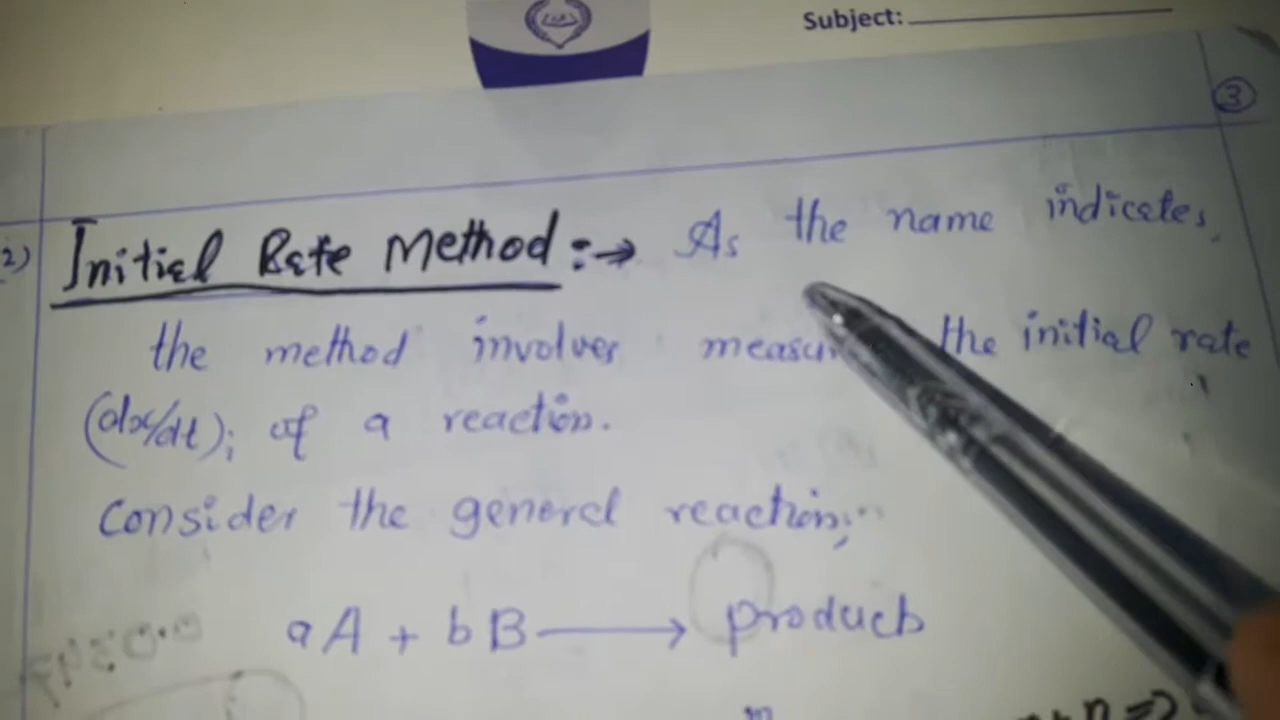 Subject:
3
2) Initial Rate Method :→ As the name indicates,
the method involves the initial rate
(dx/dt)i of a reaction.
Consider the general reaction;
aA + bB → product